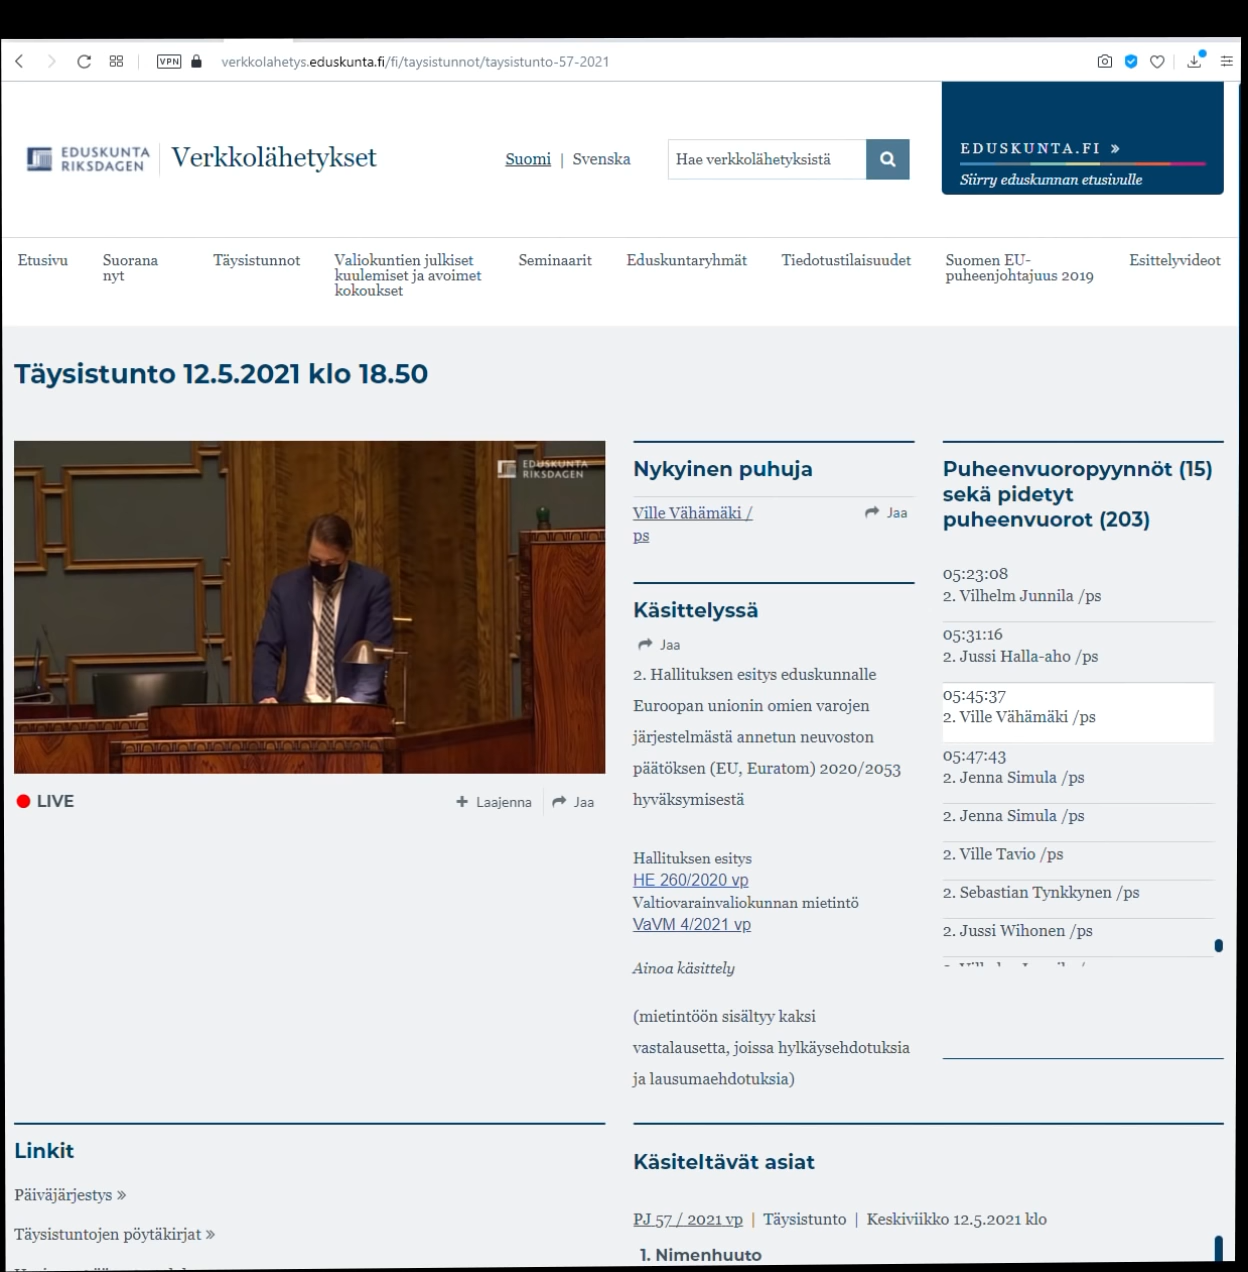 VPN
verkkolahetys.eduskunta.fi/fi/taysistunnot/taysistunto-57-2021
EDUSKUNTA
RIKSDAGEN
Verkkolähetykset
Suomi | Svenska
Hae verkkolähetyksistä
EDUSKUNTA.FI »
Siirry eduskunnan etusivulle
Etusivu
Suorana
nyt
Täysistunnot
Valiokuntien julkiset
kuulemiset ja avoimet
kokoukset
Seminaarit
Eduskuntaryhmät
Tiedotustilaisuudet
Suomen EU-
puheenjohtajuus 2019
Esittelyvideot
Täysistunto 12.5.2021 klo 18.50
EDUSKUNTA
RIKSDAGEN
LIVE
+ Laajenna
Jaa
Nykyinen puhuja
Ville Vähämäki /
ps
Jaa
Käsittelyssä
Jaa
2. Hallituksen esitys eduskunnalle
Euroopan unionin omien varojen
järjestelmästä annetun neuvoston
päätöksen (EU, Euratom) 2020/2053
hyväksymisestä
Hallituksen esitys
HE 260/2020 vp
Valtiovarainvaliokunnan mietintö
VaVM 4/2021 vp
Ainoa käsittely
(mietintöön sisältyy kaksi
vastalausetta, joissa hylkäysehdotuksia
ja lausumaehdotuksia)
Puheenvuoropyynnöt (15)
sekä pidetyt
puheenvuorot (203)
05:23:08
2. Vilhelm Junnila /ps
05:31:16
2. Jussi Halla-aho /ps
05:45:37
2. Ville Vähämäki /ps
05:47:43
2. Jenna Simula /ps
2. Jenna Simula /ps
2. Ville Tavio /ps
2. Sebastian Tynkkynen /ps
2. Jussi Wihonen /ps
Linkit
Päiväjärjestys »
Täysistuntojen pöytäkirjat »
Käsiteltävät asiat
PJ 57 / 2021 vp | Täysistunto | Keskiviikko 12.5.2021 klo
1. Nimenhuuto